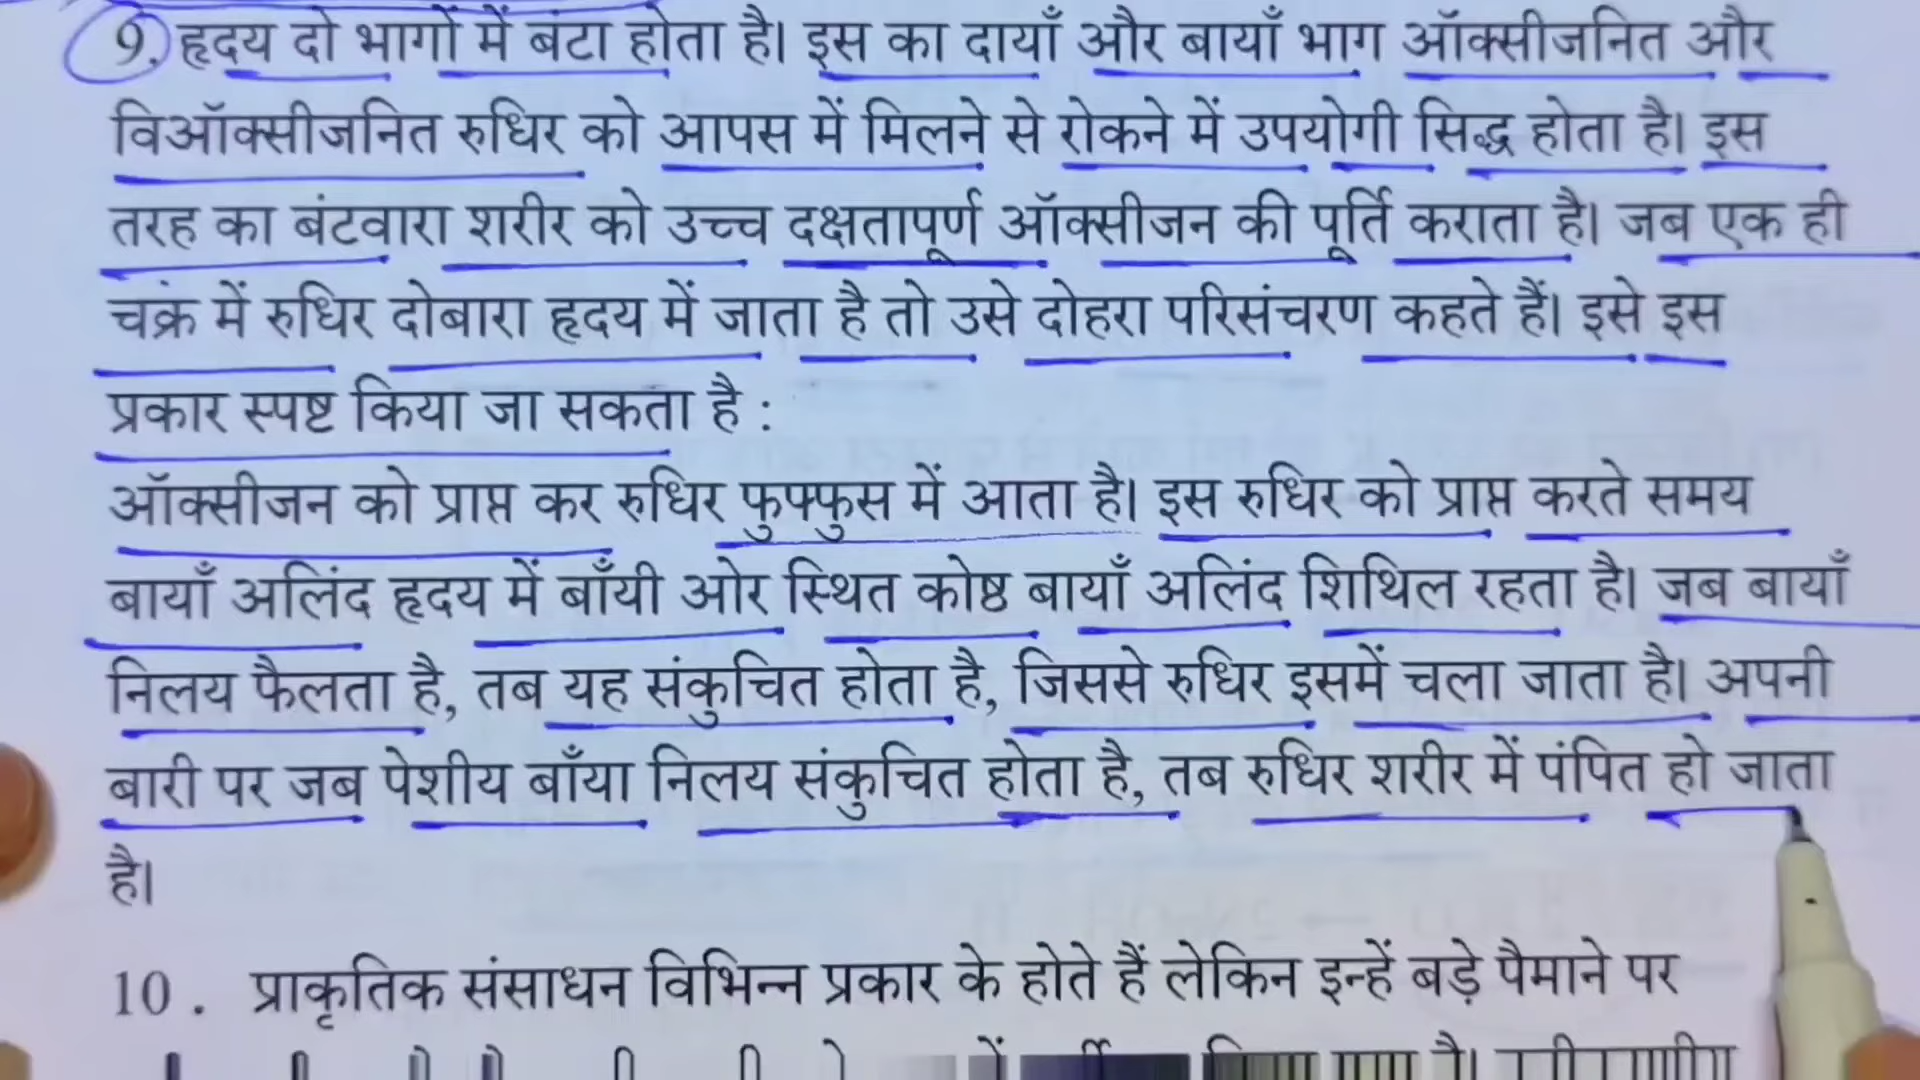 9. हृदय दो भागों में बंटा होता है। इस का दायाँ और बायाँ भाग ऑक्सीजनित और
विऑक्सीजनित रुधिर को आपस में मिलने से रोकने में उपयोगी सिद्ध होता है। इस
तरह का बंटवारा शरीर को उच्च दक्षतापूर्ण ऑक्सीजन की पूर्ति कराता है। जब एक ही
चक्रं में रुधिर दोबारा हृदय में जाता है तो उसे दोहरा परिसंचरण कहते हैं। इसे इस
प्रकार स्पष्ट किया जा सकता है :
ऑक्सीजन को प्राप्त कर रुधिर फुफ्फुस में आता है। इस रुधिर को प्राप्त करते समय
बायाँ अलिंद हृदय में बाँयी ओर स्थित कोष्ठ बायाँ अलिंद शिथिल रहता है। जब बायाँ
निलय फैलता है, तब यह संकुचित होता है, जिससे रुधिर इसमें चला जाता है। अपनी
बारी पर जब पेशीय बाँया निलय संकुचित होता है, तब रुधिर शरीर में पंपित हो जाता
है।
10 . प्राकृतिक संसाधन विभिन्न प्रकार के होते हैं लेकिन इन्हें बड़े पैमाने पर